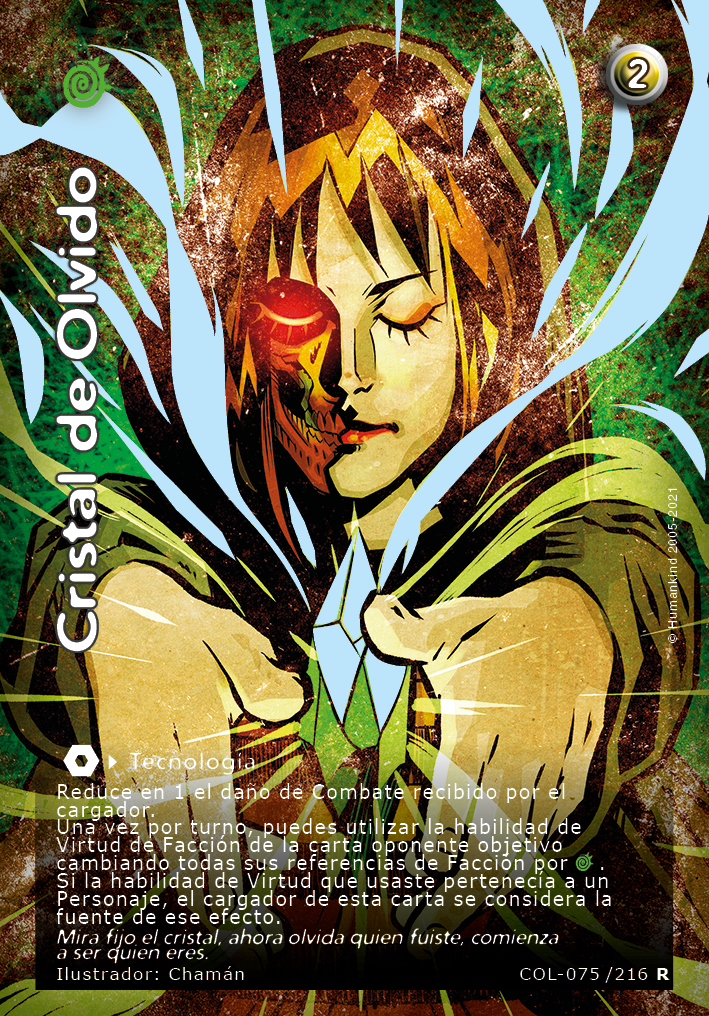 2
Cristal de Olvido
© Humankind 2005-2021
Tecnología
Reduce en 1 el daño de Combate recibido por el
cargador.
Una vez por turno, puedes utilizar la habilidad de
Virtud de Facción de la carta oponente objetivo
cambiando todas sus referencias de Facción por .
Si la habilidad de Virtud que usaste pertenecía a un
Personaje, el cargador de esta carta se considera la
fuente de ese efecto.
Mira fijo el cristal, ahora olvida quien fuiste, comienza
a ser quien eres.
Ilustrador: Chamán COL-075 /216 R